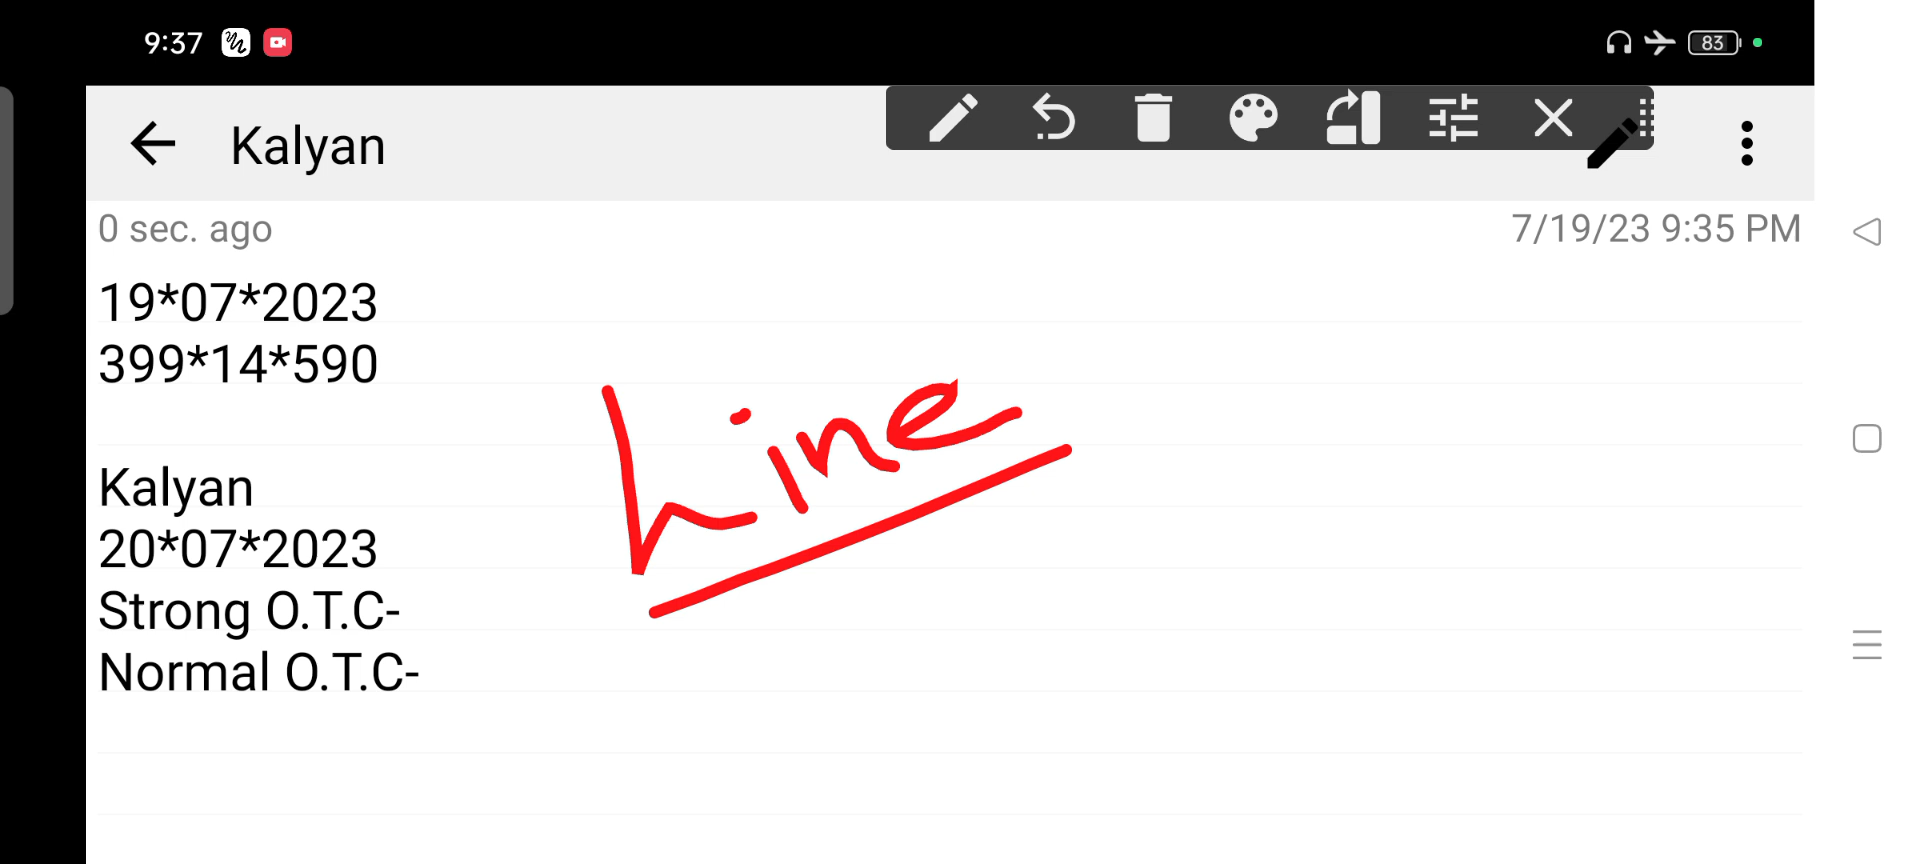 9:37
83
Kalyan
0 sec. ago
7/19/23 9:35 PM
19*07*2023
399*14*590
Line
Kalyan
20*07*2023
Strong O.T.C-
Normal O.T.C-